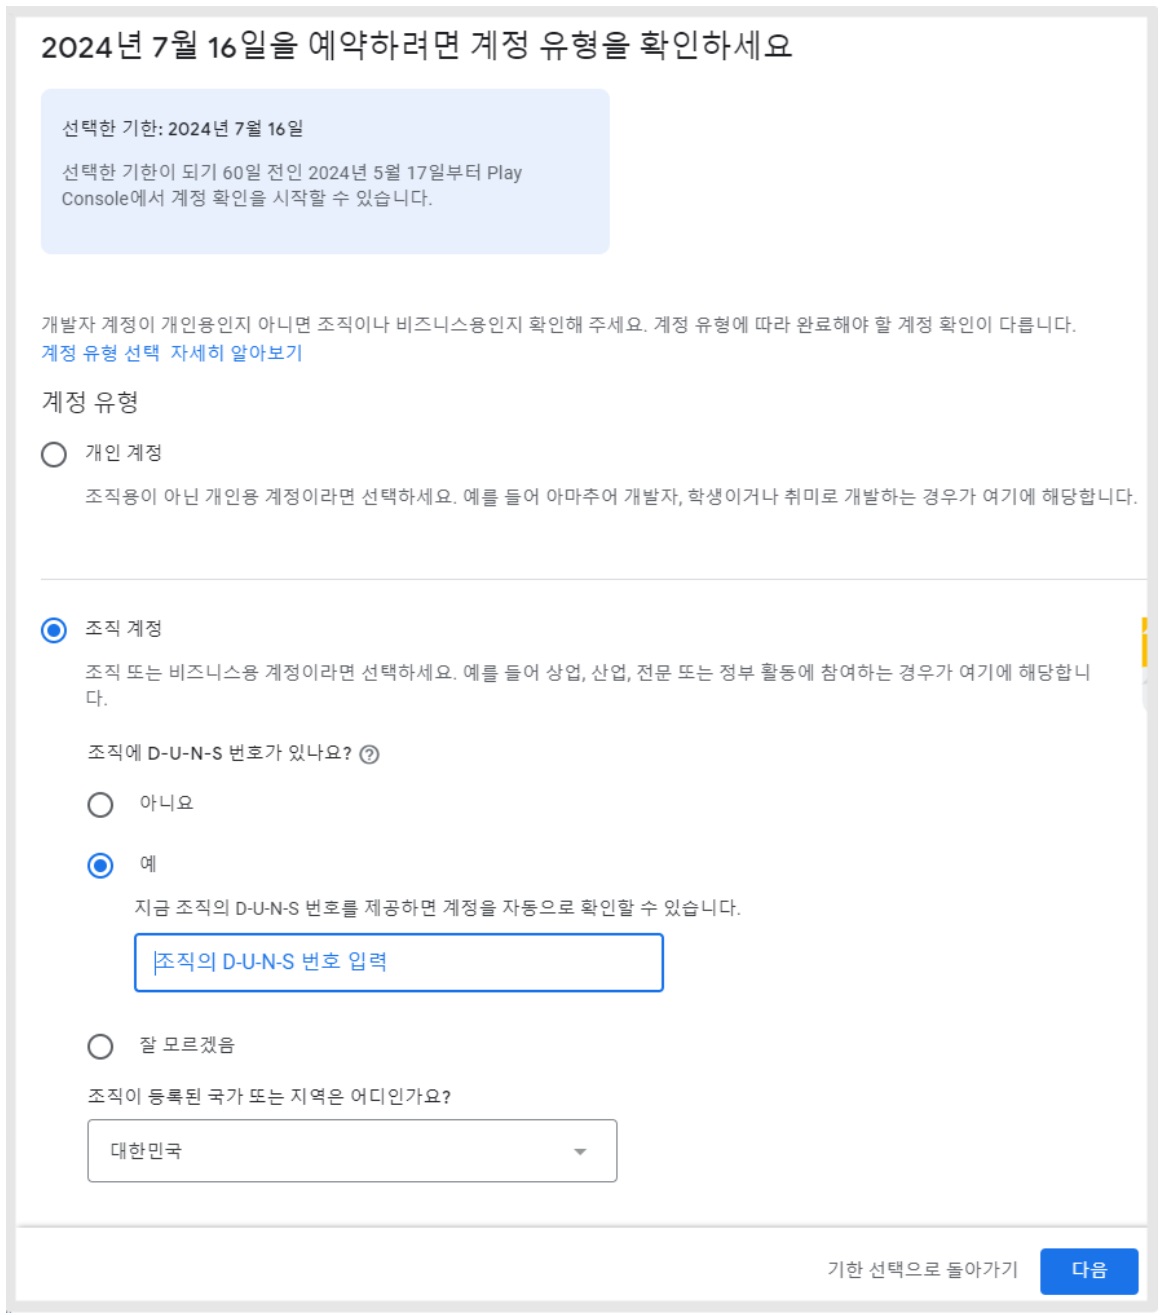 2024년 7월 16일을 예약하려면 계정 유형을 확인하세요
선택한 기한: 2024년 7월 16일
선택한 기한이 되기 60일 전인 2024년 5월 17일부터 Play
Console에서 계정 확인을 시작할 수 있습니다.
개발자 계정이 개인용인지 아니면 조직이나 비즈니스용인지 확인해 주세요. 계정 유형에 따라 완료해야 할 계정 확인이 다릅니다.
계정 유형 선택 자세히 알아보기
계정 유형
개인 계정
조직용이 아닌 개인용 계정이라면 선택하세요. 예를 들어 아마추어 개발자, 학생이거나 취미로 개발하는 경우가 여기에 해당합니다.
조직 계정
조직 또는 비즈니스용 계정이라면 선택하세요. 예를 들어 상업, 산업, 전문 또는 정부 활동에 참여하는 경우가 여기에 해당합니
다.
조직에 D-U-N-S 번호가 있나요?
아니요
예
지금 조직의 D-U-N-S 번호를 제공하면 계정을 자동으로 확인할 수 있습니다.
조직의 D-U-N-S 번호 입력
잘 모르겠음
조직이 등록된 국가 또는 지역은 어디인가요?
대한민국
기한 선택으로 돌아가기
다음